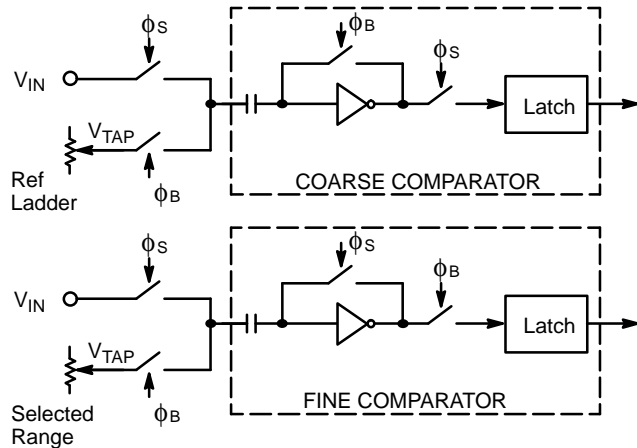 ϕS
ϕB
ϕS
VIN
Latch
VTAP
ϕB
Ref
Ladder
COARSE COMPARATOR
ϕS
ϕS
ϕB
VIN
Latch
VTAP
ϕB
Selected
Range
FINE COMPARATOR